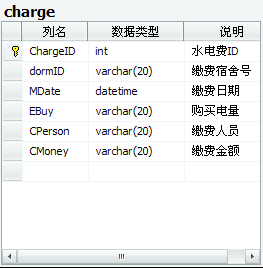 charge
列名 数据类型 说明
ChargeID int 水电费ID
dormID varchar(20) 缴费宿舍号
MDate datetime 缴费日期
EBuy varchar(20) 购买电量
CPerson varchar(20) 缴费人员
CMoney varchar(20) 缴费金额